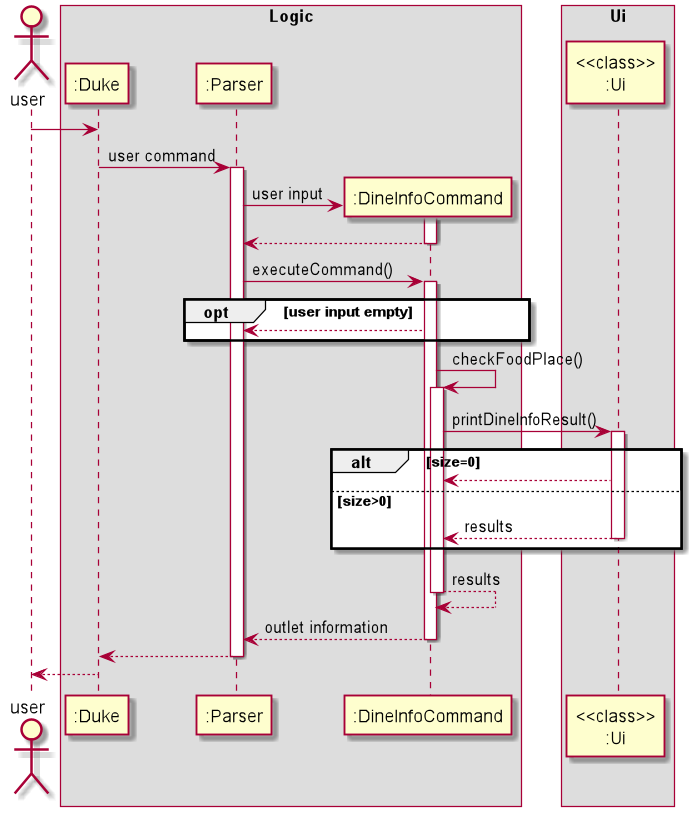 Logic
Ui
user
:Duke
:Parser
<<class>>
:Ui
user command
user input
:DineInfoCommand
executeCommand()
opt
[user input empty]
checkFoodPlace()
printDineInfoResult()
alt
[size=0]
[size>0]
results
results
outlet information
user
:Duke
:Parser
:DineInfoCommand
<<class>>
:Ui